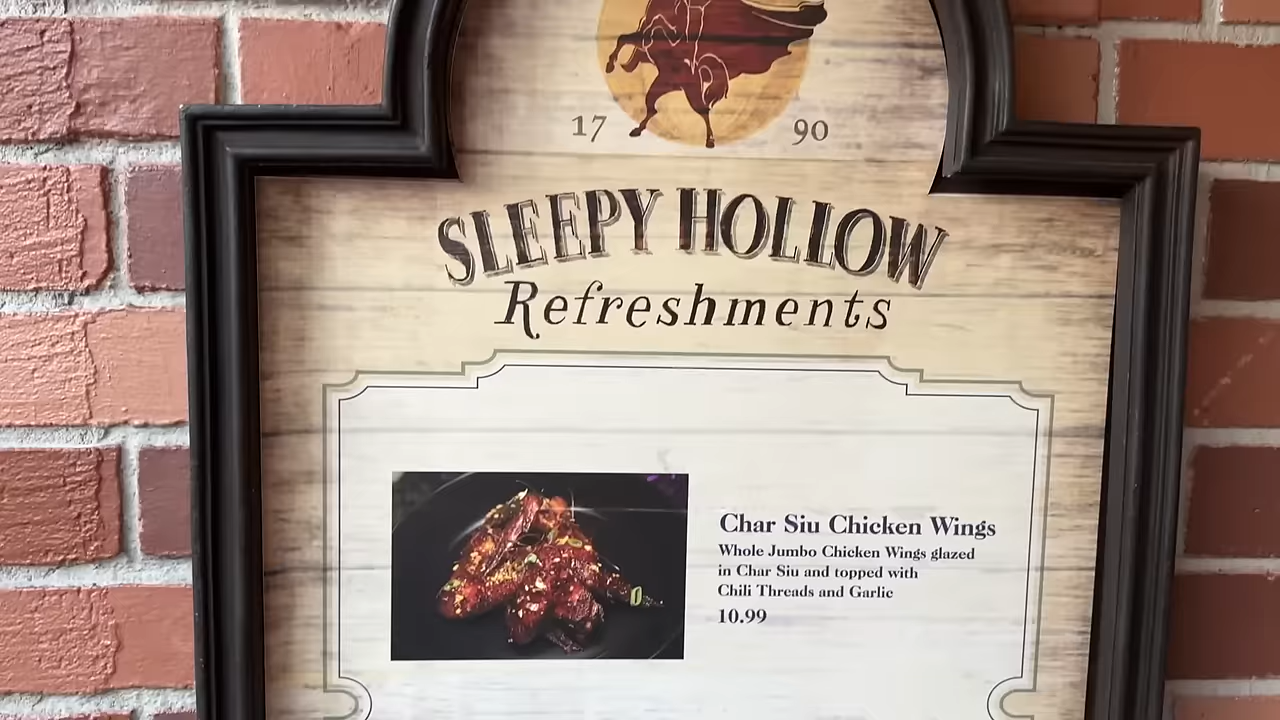 17 90
SLEEPY HOLLOW
Refreshments
Char Siu Chicken Wings
Whole Jumbo Chicken Wings glazed
in Char Siu and topped with
Chili Threads and Garlic
10.99